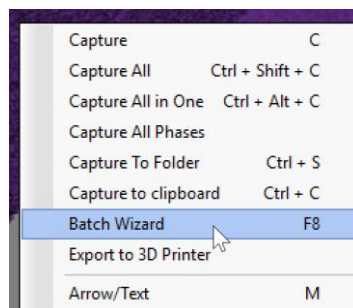 Capture C
Capture All Ctrl + Shift + C
Capture All in One Ctrl + Alt + C
Capture All Phases
Capture To Folder Ctrl + S
Capture to clipboard Ctrl + C
Batch Wizard F8
Export to 3D Printer
Arrow/Text M